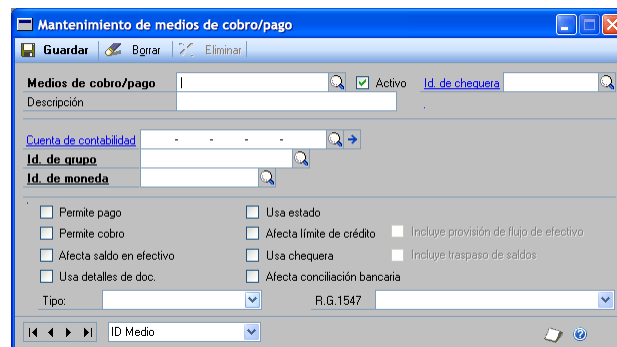 Mantenimiento de medios de cobro/pago
Guardar Borrar Eliminar
Medios de cobro/pago Activo Id. de chequera
Descripción
Cuenta de contabilidad - - - -
Id. de grupo
Id. de moneda
Permite pago Usa estado
Permite cobro Afecta límite de crédito Incluye provisión de flujo de efectivo
Afecta saldo en efectivo Usa chequera Incluye traspaso de saldos
Usa detalles de doc. Afecta conciliación bancaria
Tipo: R.G.1547
ID Medio